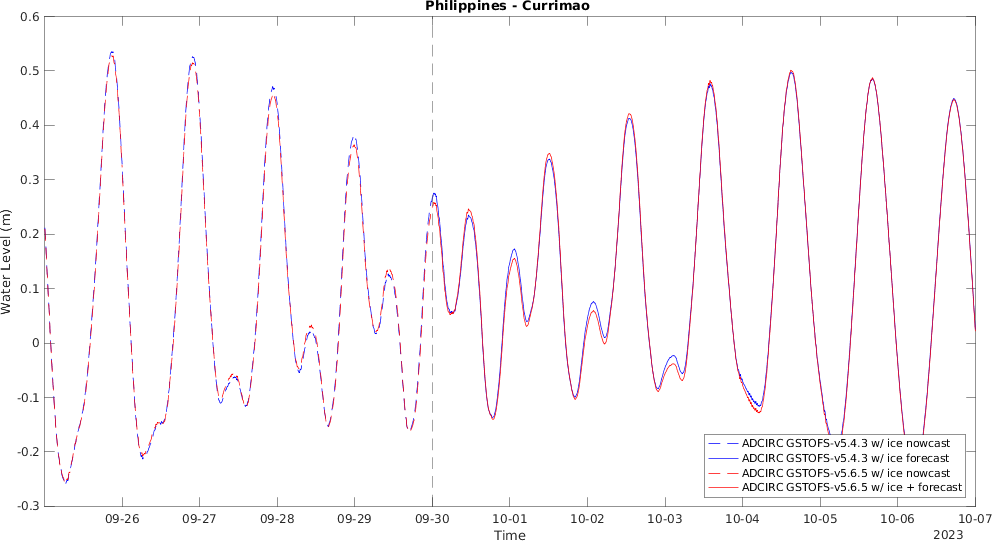 Philippines - Currimao
0.6
0.5
0.4
0.3
0.2
0.1
0
-0.1
-0.2
-0.3
Water Level (m)
09-26 09-27 09-28 09-29 09-30 10-01 10-02 10-03 10-04 10-05 10-06 10-07
Time
2023
ADCIRC GSTOFS-v5.4.3 w/ ice nowcast
ADCIRC GSTOFS-v5.4.3 w/ ice forecast
ADCIRC GSTOFS-v5.6.5 w/ ice nowcast
ADCIRC GSTOFS-v5.6.5 w/ ice + forecast